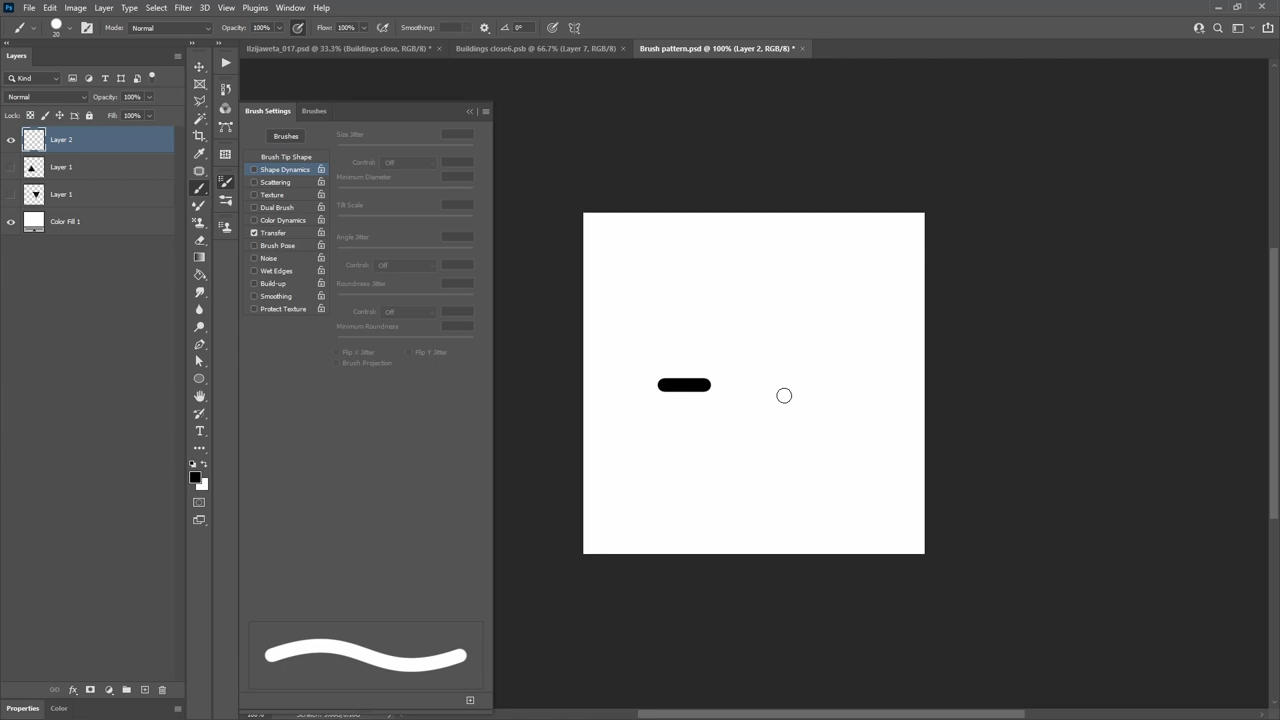 Ps File Edit Image Layer Type Select Filter 3D View Plugins Window Help
20 Mode: Normal Opacity: 100% Flow: 100% Smoothing: 0°
Layers
Ilzijaweta_017.psd @ 33.3% (Buildings close, RGB/8) * × Buildings close6.psb @ 66.7% (Layer 7, RGB/8) × Brush pattern.psd @ 100% (Layer 2, RGB/8) * ×
Kind
Normal Opacity: 100%
Lock: Fill: 100%
Layer 2
Layer 1
Layer 1
Color Fill 1
Brush Settings Brushes
Brushes
Brush Tip Shape
Shape Dynamics
Scattering
Texture
Dual Brush
Color Dynamics
Transfer
Brush Pose
Noise
Wet Edges
Build-up
Smoothing
Protect Texture
Size Jitter
Control: Off
Minimum Diameter
Tilt Scale
Angle Jitter
Control: Off
Roundness Jitter
Control: Off
Minimum Roundness
Flip X Jitter Flip Y Jitter
Brush Projection
T
fx
Properties Color
100%